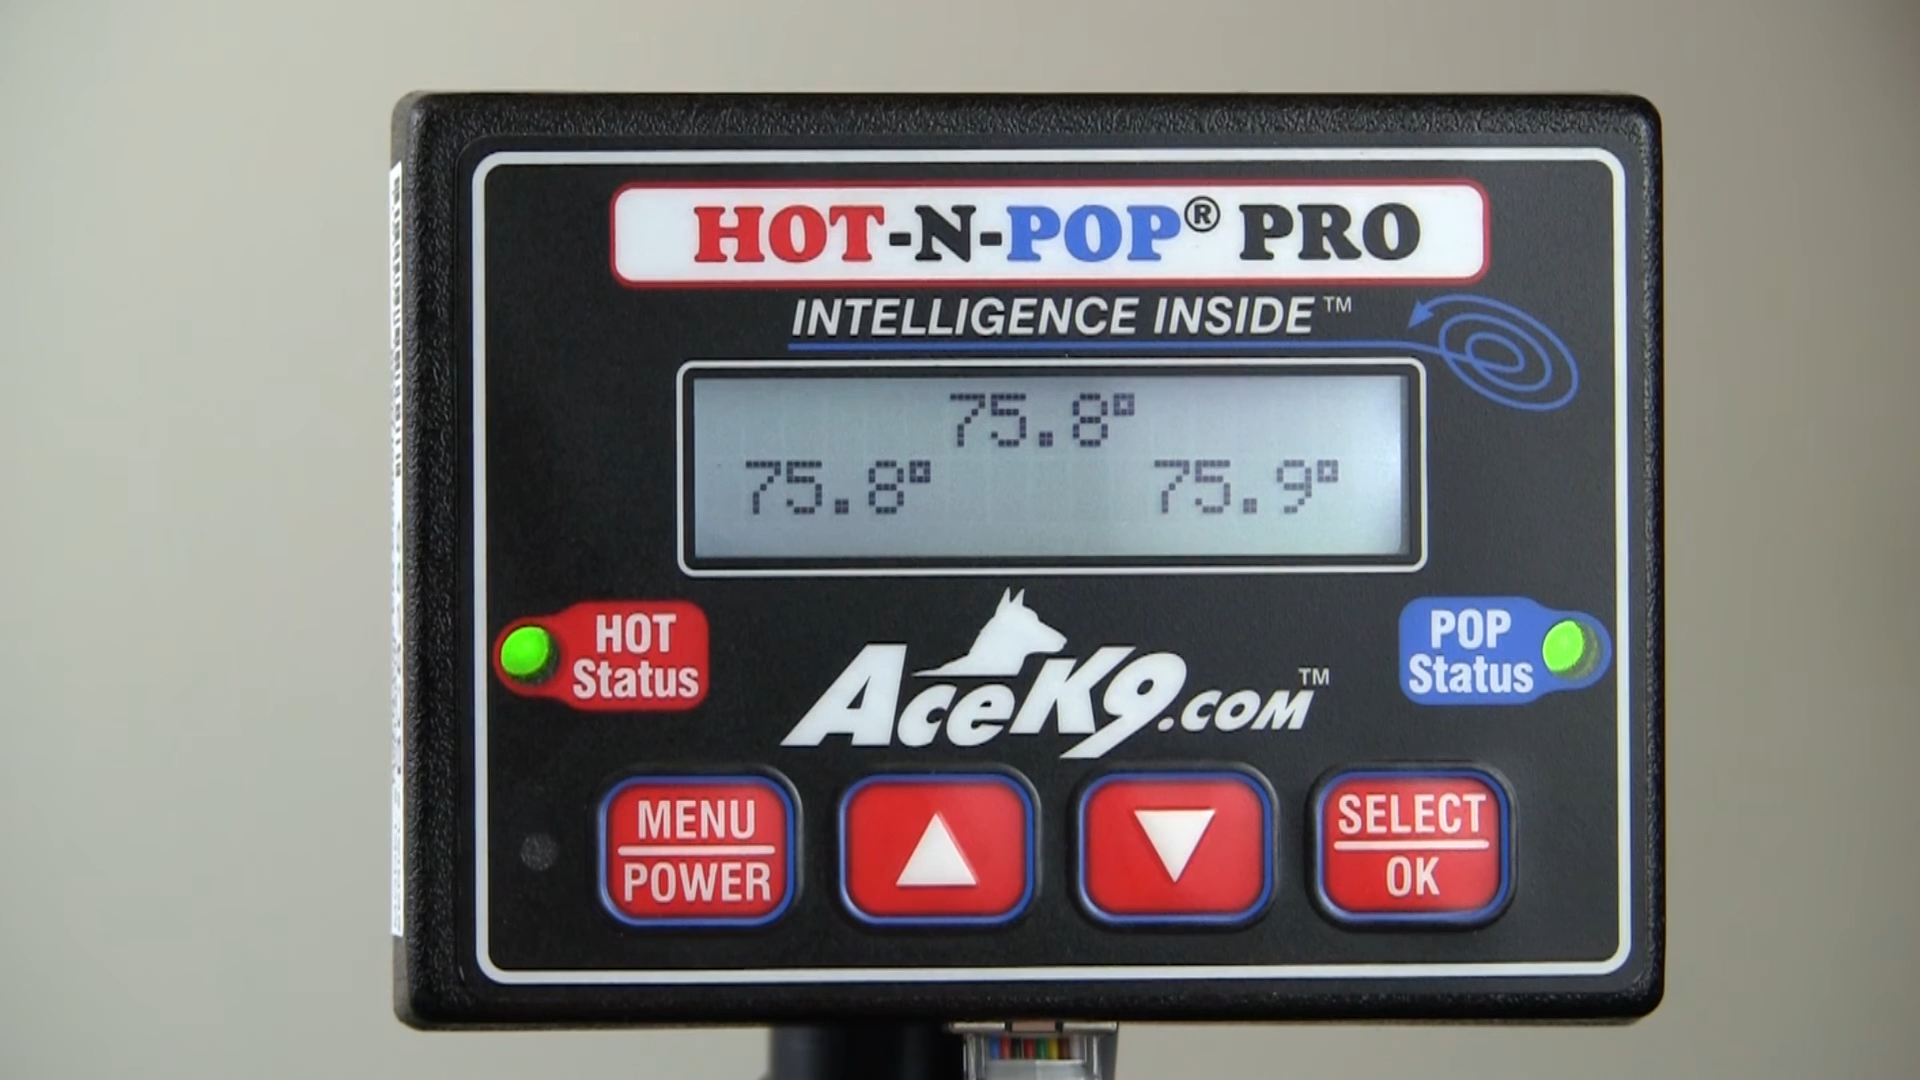 HOT-N-POP® PRO
INTELLIGENCE INSIDE™
75.8°
75.8° 75.9°
HOT
Status
POP
Status
ACEK9.COM™
MENU
POWER
SELECT
OK